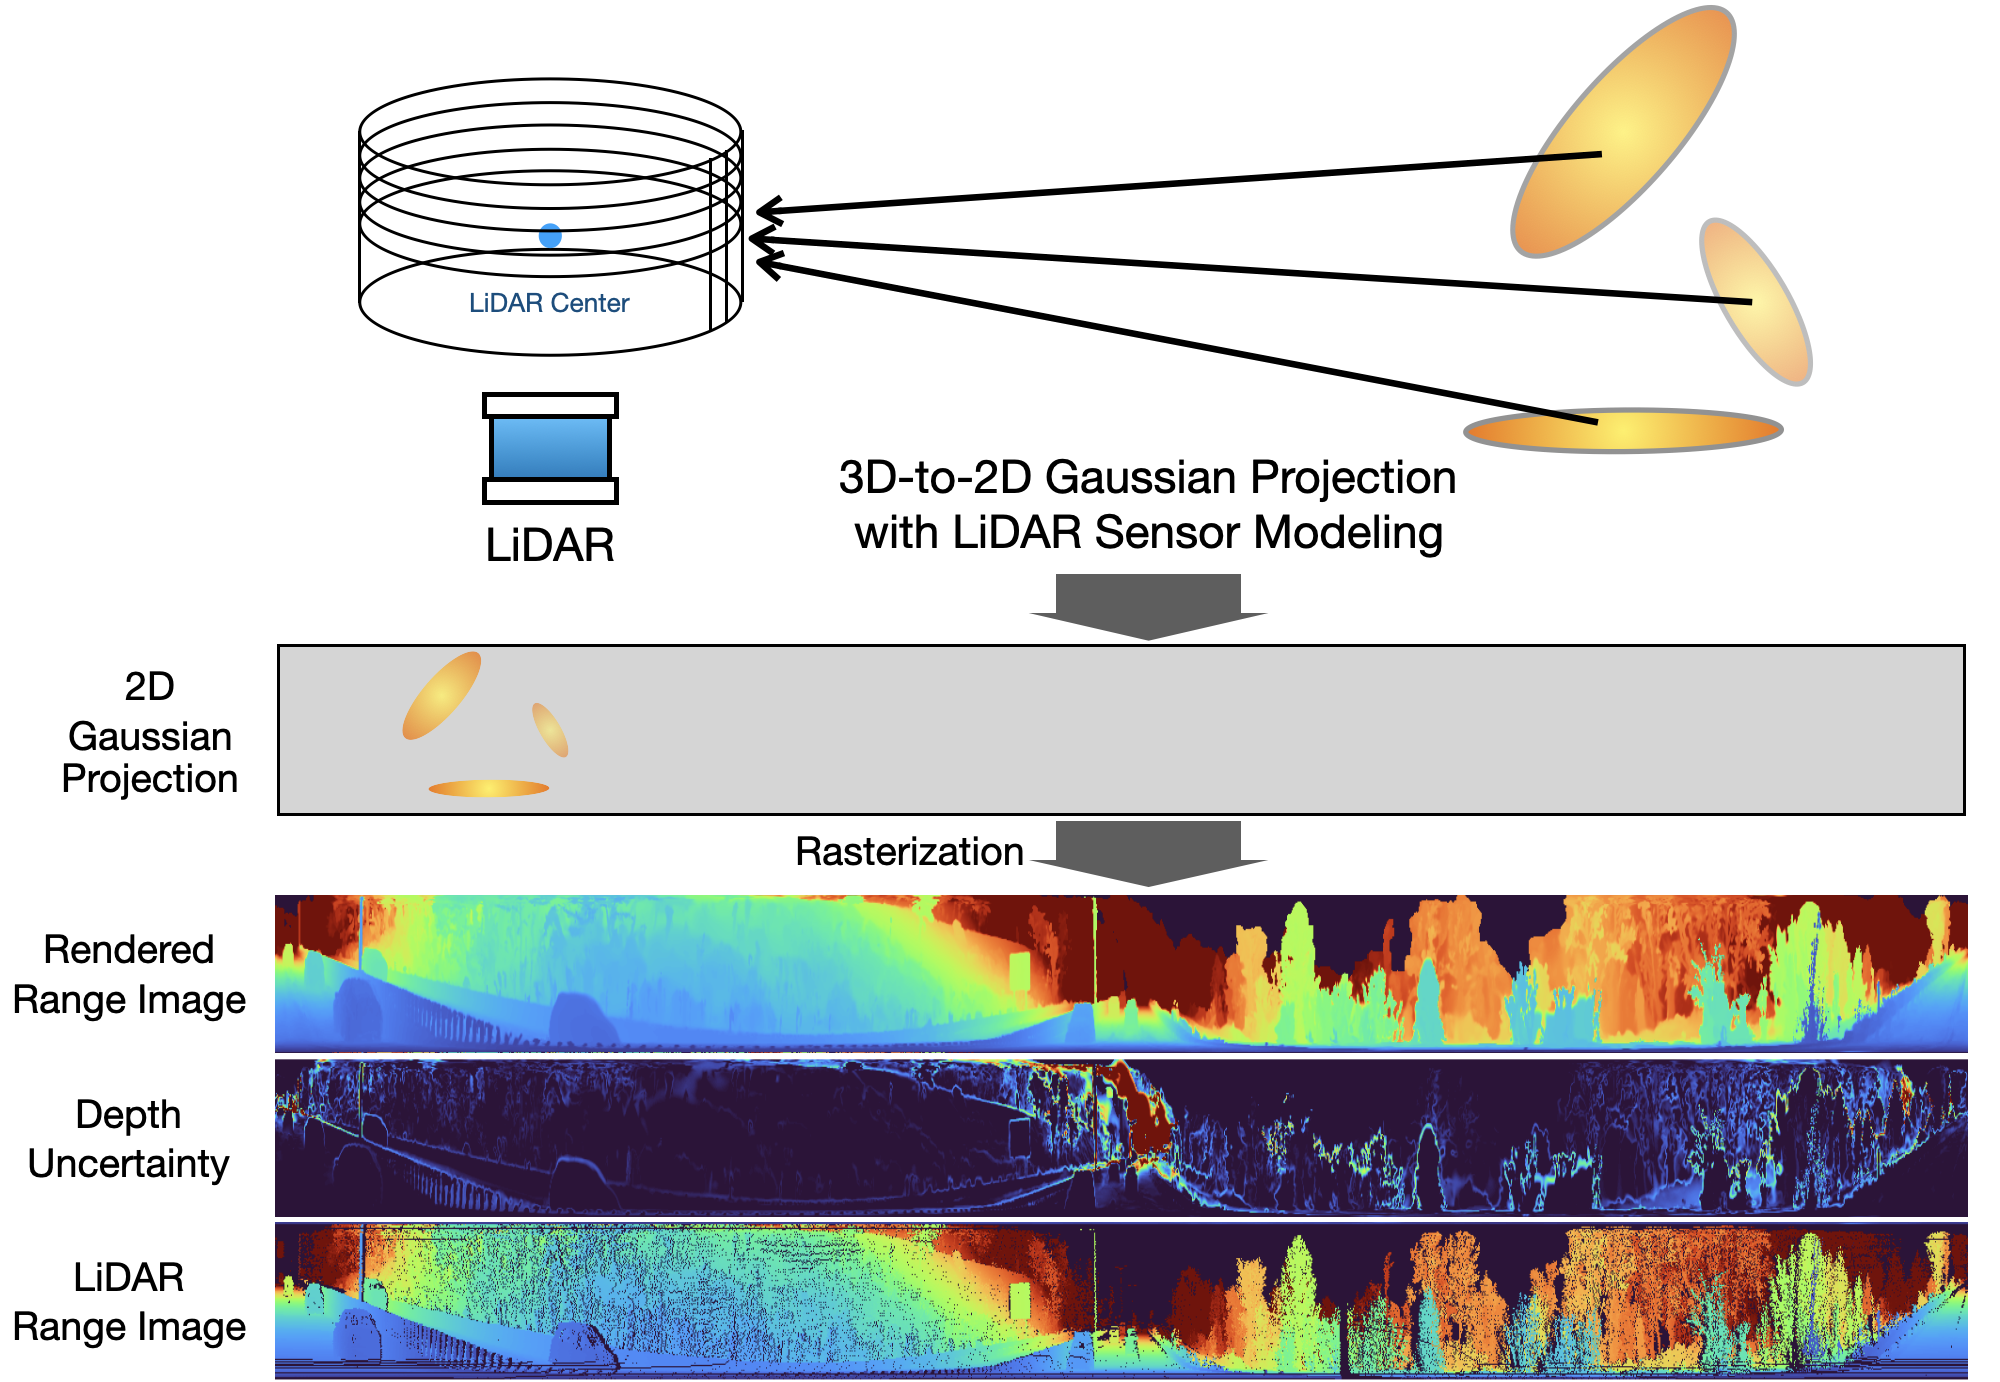 LiDAR Center
LiDAR
3D-to-2D Gaussian Projection
with LiDAR Sensor Modeling
2D
Gaussian
Projection
Rasterization
Rendered
Range Image
Depth
Uncertainty
LiDAR
Range Image